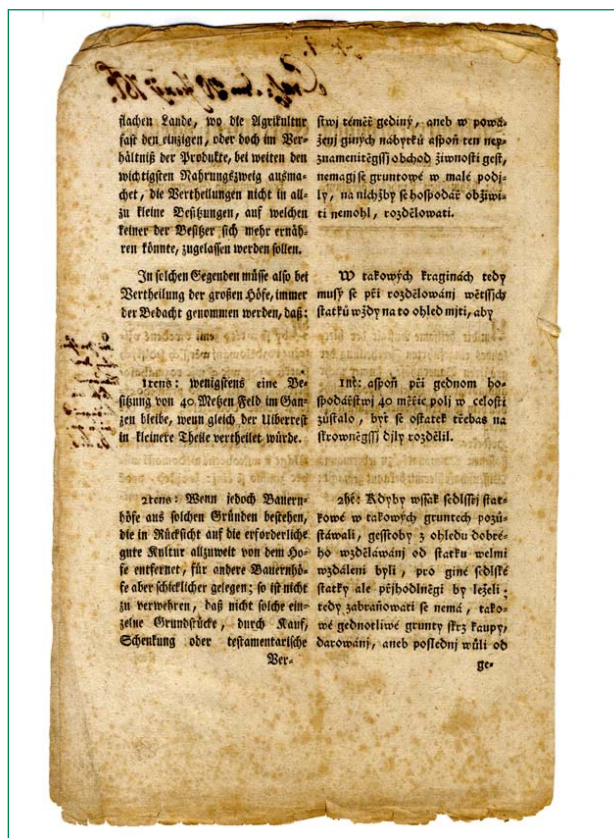 flachen Lande, wo die Agrikultur
fast den einzigen, oder doch im Ver-
hältniß der Produkte, bei weiten den
wichtigsten Nahrungszweig ausma-
chet, die Vertheilungen nicht in all-
zu kleine Besitzungen, auf welchen
keiner der Besitzer sich mehr ernäh-
ren könnte, zugelassen werden sollen.
In solchen Gegenden müsse also bei
Vertheilung der großen Höfe, immer
der Bedacht genommen werden, daß:
1tens: wenigstens eine Be-
sitzung von 40 Metzen Feld im Gan-
zen bleibe, wenn gleich der Uiberrest
in kleinere Theile vertheilet würde.
2tens: Wenn jedoch Bauern-
höfe aus solchen Gründen bestehen,
die in Rücksicht auf die erforderliche
gute Kultur allzuweit von dem Ho-
fe entfernet, für andere Bauernhö-
fe aber schicklicher gelegen; so ist nicht
zu verwehren, daß nicht solche ein-
zelne Grundstücke, durch Kauf,
Schenkung oder testamentarische
Ver-
stwj téměř gediný, aneb w powá-
ženj giných nábytků aspoň ten ney-
znamenitěgssj obchod žiwnosti gest,
nemagj se gruntowé w malé podj-
ly, na nichžby se hospodář obžiwi-
ti nemohl, rozdělowati.
W takowých kraginách tedy
musý se při rozdělowánj wětssjch
statků wždy na to ohled mjti, aby
1né: aspoň při gednom ho-
spodářstwj 40 měřic polj w celosti
zůstalo, byť se ostatek třebas na
skrowněgssj djly rozdělil.
2hé: Kdyby wssak sedlssej stat-
kowé w takowých gruntech pozů-
stáwali, gesstoby z ohledu dobré-
ho wzděláwánj od statku welmi
wzdáleni byli, pro giné sedlské
statky ale přjhodlněgi by leželi;
tedy zabraňowati se nemá, tako-
wé gednotliwé grunty skrz kaupy,
darowánj, aneb poslednj wůli od
ge-